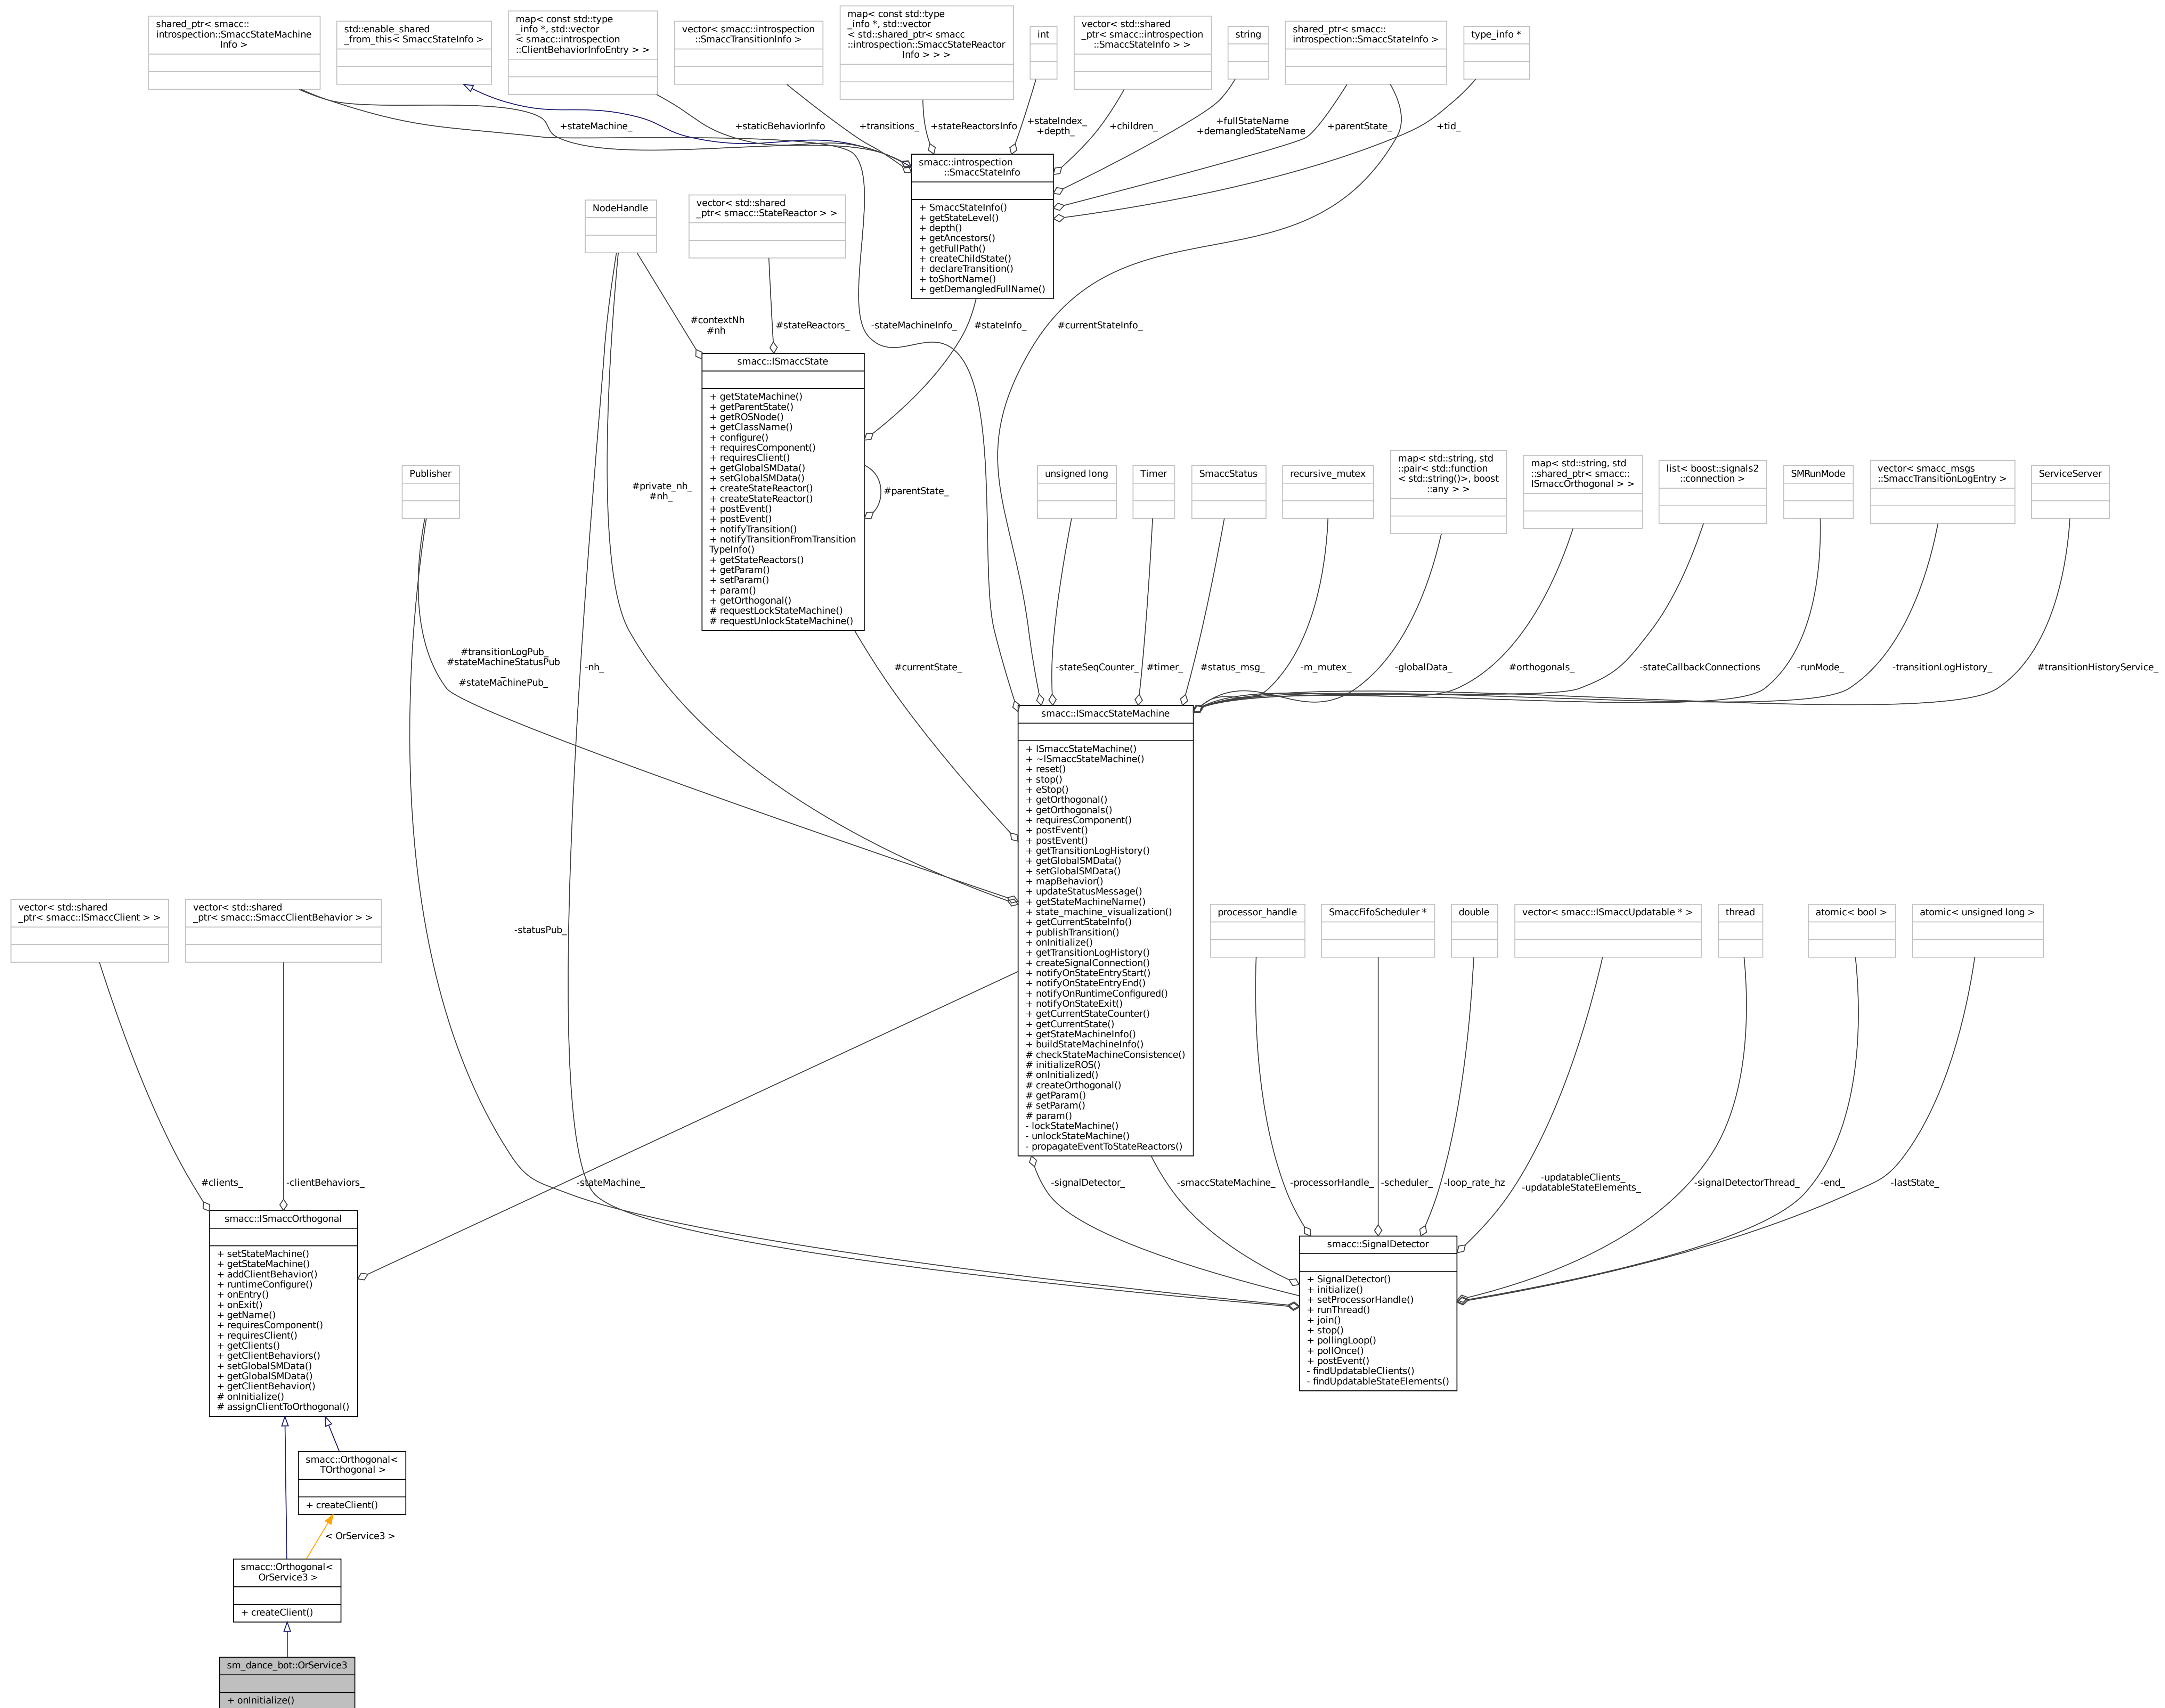 shared_ptr< smacc::
introspection::SmaccStateMachine
Info >
std::enable_shared
_from_this< SmaccStateInfo >
map< const std::type
_info *, std::vector
< smacc::introspection
::ClientBehaviorInfoEntry > >
vector< smacc::introspection
::SmaccTransitionInfo >
map< const std::type
_info *, std::vector
< std::shared_ptr< smacc
::introspection::SmaccStateReactor
Info > > >
int
vector< std::shared
_ptr< smacc::introspection
::SmaccStateInfo > >
string
shared_ptr< smacc::
introspection::SmaccStateInfo >
type_info *
+stateMachine_
+staticBehaviorInfo
+transitions_
+stateReactorsInfo
+stateIndex_
+depth_
+children_
+fullStateName
+demangledStateName
+parentState_
+tid_
smacc::introspection
::SmaccStateInfo
+ SmaccStateInfo()
+ getStateLevel()
+ depth()
+ getAncestors()
+ getFullPath()
+ createChildState()
+ declareTransition()
+ toShortName()
+ getDemangledFullName()
NodeHandle
vector< std::shared
_ptr< smacc::StateReactor > >
#contextNh
#nh
#stateReactors_
-stateMachineInfo_
#stateInfo_
#currentStateInfo_
smacc::ISmaccState
+ getStateMachine()
+ getParentState()
+ getROSNode()
+ getClassName()
+ configure()
+ requiresComponent()
+ requiresClient()
+ getGlobalSMData()
+ setGlobalSMData()
+ createStateReactor()
+ createStateReactor()
+ postEvent()
+ postEvent()
+ notifyTransition()
+ notifyTransitionFromTransition
TypeInfo()
+ getStateReactors()
+ getParam()
+ setParam()
+ param()
+ getOrthogonal()
# requestLockStateMachine()
# requestUnlockStateMachine()
#parentState_
Publisher
#private_nh_
#nh_
unsigned long
Timer
SmaccStatus
recursive_mutex
map< std::string, std
::pair< std::function
< std::string()>, boost
::any > >
map< std::string, std
::shared_ptr< smacc::
ISmaccOrthogonal > >
list< boost::signals2
::connection >
SMRunMode
vector< smacc_msgs
::SmaccTransitionLogEntry >
ServiceServer
#transitionLogPub_
#stateMachineStatusPub
_
#stateMachinePub_
-nh_
#currentState_
-stateSeqCounter_
#timer_
#status_msg_
-m_mutex_
-globalData_
#orthogonals_
-stateCallbackConnections
-runMode_
-transitionLogHistory_
#transitionHistoryService_
smacc::ISmaccStateMachine
+ ISmaccStateMachine()
+ ~ISmaccStateMachine()
+ reset()
+ stop()
+ eStop()
+ getOrthogonal()
+ getOrthogonals()
+ requiresComponent()
+ postEvent()
+ postEvent()
+ getTransitionLogHistory()
+ getGlobalSMData()
+ setGlobalSMData()
+ mapBehavior()
+ updateStatusMessage()
+ getStateMachineName()
+ state_machine_visualization()
+ getCurrentStateInfo()
+ publishTransition()
+ onInitialize()
+ getTransitionLogHistory()
+ createSignalConnection()
+ notifyOnStateEntryStart()
+ notifyOnStateEntryEnd()
+ notifyOnRuntimeConfigured()
+ notifyOnStateExit()
+ getCurrentStateCounter()
+ getCurrentState()
+ getStateMachineInfo()
+ buildStateMachineInfo()
# checkStateMachineConsistence()
# initializeROS()
# onInitialized()
# createOrthogonal()
# getParam()
# setParam()
# param()
- lockStateMachine()
- unlockStateMachine()
- propagateEventToStateReactors()
vector< std::shared
_ptr< smacc::ISmaccClient > >
vector< std::shared
_ptr< smacc::SmaccClientBehavior > >
-statusPub_
processor_handle
SmaccFifoScheduler *
double
vector< smacc::ISmaccUpdatable * >
thread
atomic< bool >
atomic< unsigned long >
#clients_
-clientBehaviors_
-stateMachine_
-signalDetector_
-smaccStateMachine_
-processorHandle_
-scheduler_
-loop_rate_hz
-updatableClients_
-updatableStateElements_
-signalDetectorThread_
-end_
-lastState_
smacc::ISmaccOrthogonal
+ setStateMachine()
+ getStateMachine()
+ addClientBehavior()
+ runtimeConfigure()
+ onEntry()
+ onExit()
+ getName()
+ requiresComponent()
+ requiresClient()
+ getClients()
+ getClientBehaviors()
+ setGlobalSMData()
+ getGlobalSMData()
+ getClientBehavior()
# onInitialize()
# assignClientToOrthogonal()
smacc::SignalDetector
+ SignalDetector()
+ initialize()
+ setProcessorHandle()
+ runThread()
+ join()
+ stop()
+ pollingLoop()
+ pollOnce()
+ postEvent()
- findUpdatableClients()
- findUpdatableStateElements()
smacc::Orthogonal<
TOrthogonal >
+ createClient()
< OrService3 >
smacc::Orthogonal<
OrService3 >
+ createClient()
sm_dance_bot::OrService3
+ onInitialize()